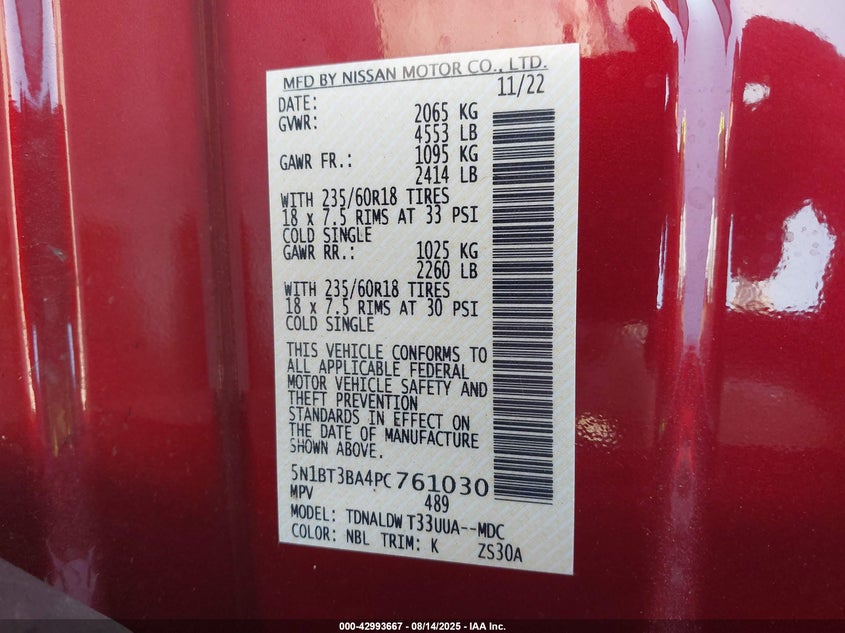 MFD BY NISSAN MOTOR CO., LTD.
DATE: 11/22
GVWR: 2065 KG
4553 LB
GAWR FR.: 1095 KG
2414 LB
WITH 235/60R18 TIRES
18 x 7.5 RIMS AT 33 PSI
COLD SINGLE
GAWR RR.: 1025 KG
2260 LB
WITH 235/60R18 TIRES
18 x 7.5 RIMS AT 30 PSI
COLD SINGLE
THIS VEHICLE CONFORMS TO
ALL APPLICABLE FEDERAL
MOTOR VEHICLE SAFETY AND
THEFT PREVENTION
STANDARDS IN EFFECT ON
THE DATE OF MANUFACTURE
SHOWN ABOVE.
5N1BT3BA4PC761030
MPV 489
MODEL: TDNALDW T33UUA--MDC
COLOR: NBL TRIM: K ZS30A
000-42993667 - 08/14/2025 - IAA Inc.